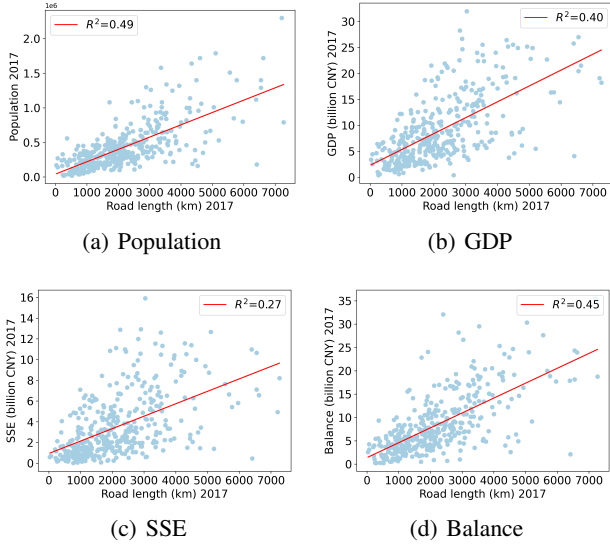 1e6
R²=0.49
2.0
1.5
1.0
0.5
0.0
Population 2017
0 1000 2000 3000 4000 5000 6000 7000
Road length (km) 2017
(a) Population
R²=0.40
30
25
20
15
10
5
0
GDP (billion CNY) 2017
0 1000 2000 3000 4000 5000 6000 7000
Road length (km) 2017
(b) GDP
R²=0.27
16
14
12
10
8
6
4
2
0
SSE (billion CNY) 2017
0 1000 2000 3000 4000 5000 6000 7000
Road length (km) 2017
(c) SSE
R²=0.45
35
30
25
20
15
10
5
0
Balance (billion CNY) 2017
0 1000 2000 3000 4000 5000 6000 7000
Road length (km) 2017
(d) Balance